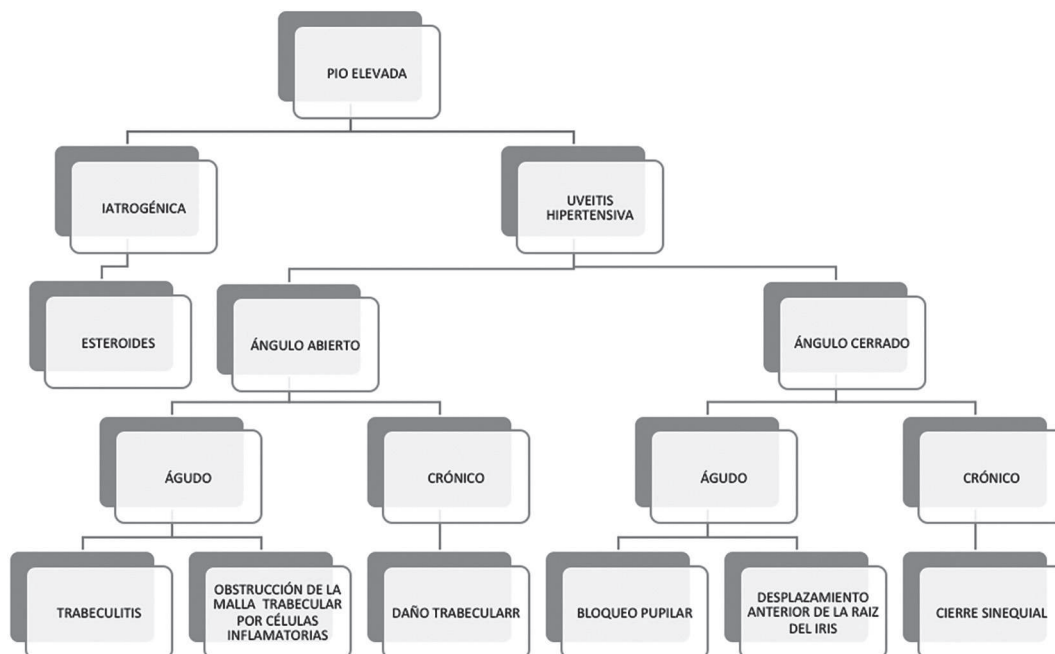 PIO ELEVADA
IATROGÉNICA
UVEITIS
HIPERTENSIVA
ESTEROIDES
ÁNGULO ABIERTO
ÁNGULO CERRADO
ÁGUDO
CRÓNICO
ÁGUDO
CRÓNICO
TRABECULITIS
OBSTRUCCIÓN DE LA
MALLA TRABECULAR
POR CÉLULAS
INFLAMATORIAS
DAÑO TRABECULARR
BLOQUEO PUPILAR
DESPLAZAMIENTO
ANTERIOR DE LA RAIZ
DEL IRIS
CIERRE SINEQUIAL